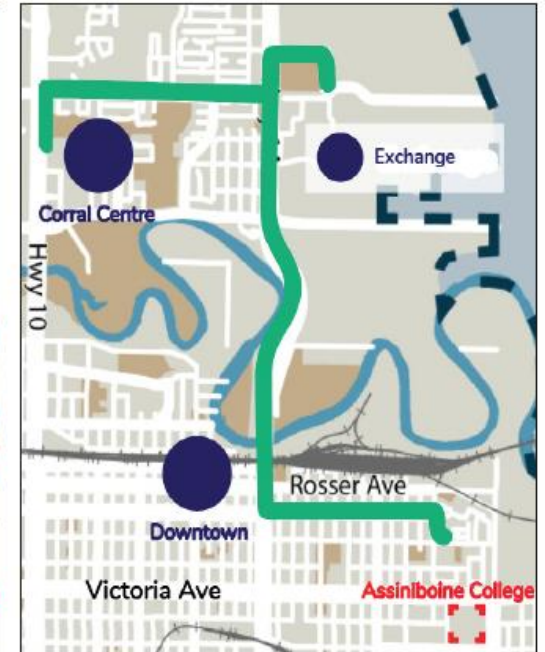 Exchange
Corral Centre
Hwy 10
Rosser Ave
Downtown
Victoria Ave
Assiniboine College